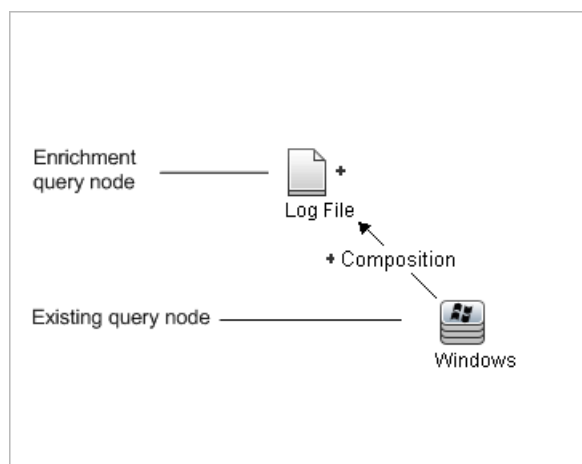 Enrichment
query node
Log File
+ Composition
Existing query node
Windows